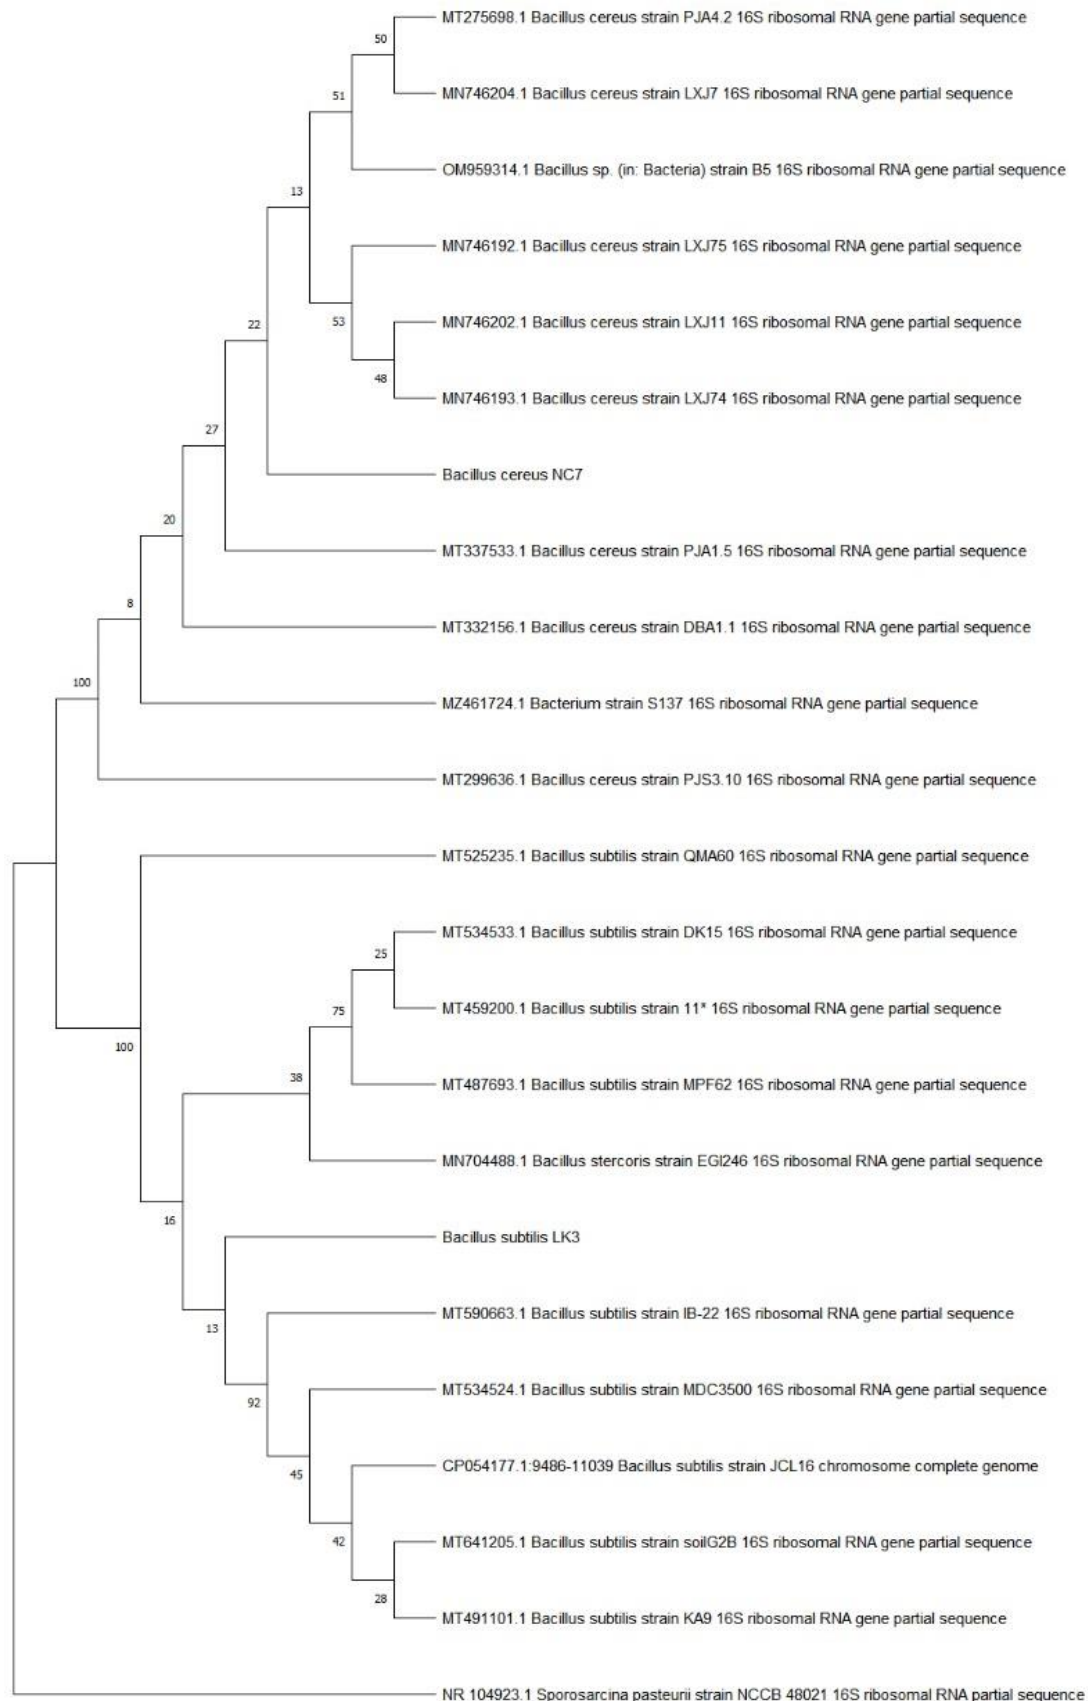 MT275698.1 Bacillus cereus strain PJA4.2 16S ribosomal RNA gene partial sequence
50
MN746204.1 Bacillus cereus strain LXJ7 16S ribosomal RNA gene partial sequence
51
OM959314.1 Bacillus sp. (in: Bacteria) strain B5 16S ribosomal RNA gene partial sequence
13
MN746192.1 Bacillus cereus strain LXJ75 16S ribosomal RNA gene partial sequence
53
MN746202.1 Bacillus cereus strain LXJ11 16S ribosomal RNA gene partial sequence
22
48
MN746193.1 Bacillus cereus strain LXJ74 16S ribosomal RNA gene partial sequence
27
Bacillus cereus NC7
20
MT337533.1 Bacillus cereus strain PJA1.5 16S ribosomal RNA gene partial sequence
8
MT332156.1 Bacillus cereus strain DBA1.1 16S ribosomal RNA gene partial sequence
100
MZ461724.1 Bacterium strain S137 16S ribosomal RNA gene partial sequence
MT299636.1 Bacillus cereus strain PJS3.10 16S ribosomal RNA gene partial sequence
MT525235.1 Bacillus subtilis strain QMA60 16S ribosomal RNA gene partial sequence
MT534533.1 Bacillus subtilis strain DK15 16S ribosomal RNA gene partial sequence
25
MT459200.1 Bacillus subtilis strain 11* 16S ribosomal RNA gene partial sequence
75
100
38
MT487693.1 Bacillus subtilis strain MPF62 16S ribosomal RNA gene partial sequence
MN704488.1 Bacillus stercoris strain EGI246 16S ribosomal RNA gene partial sequence
16
Bacillus subtilis LK3
MT590663.1 Bacillus subtilis strain IB-22 16S ribosomal RNA gene partial sequence
13
MT534524.1 Bacillus subtilis strain MDC3500 16S ribosomal RNA gene partial sequence
92
CP054177.1:9486-11039 Bacillus subtilis strain JCL16 chromosome complete genome
45
MT641205.1 Bacillus subtilis strain soilG2B 16S ribosomal RNA gene partial sequence
42
28
MT491101.1 Bacillus subtilis strain KA9 16S ribosomal RNA gene partial sequence
NR 104923.1 Sporosarcina pasteurii strain NCCB 48021 16S ribosomal RNA partial sequence